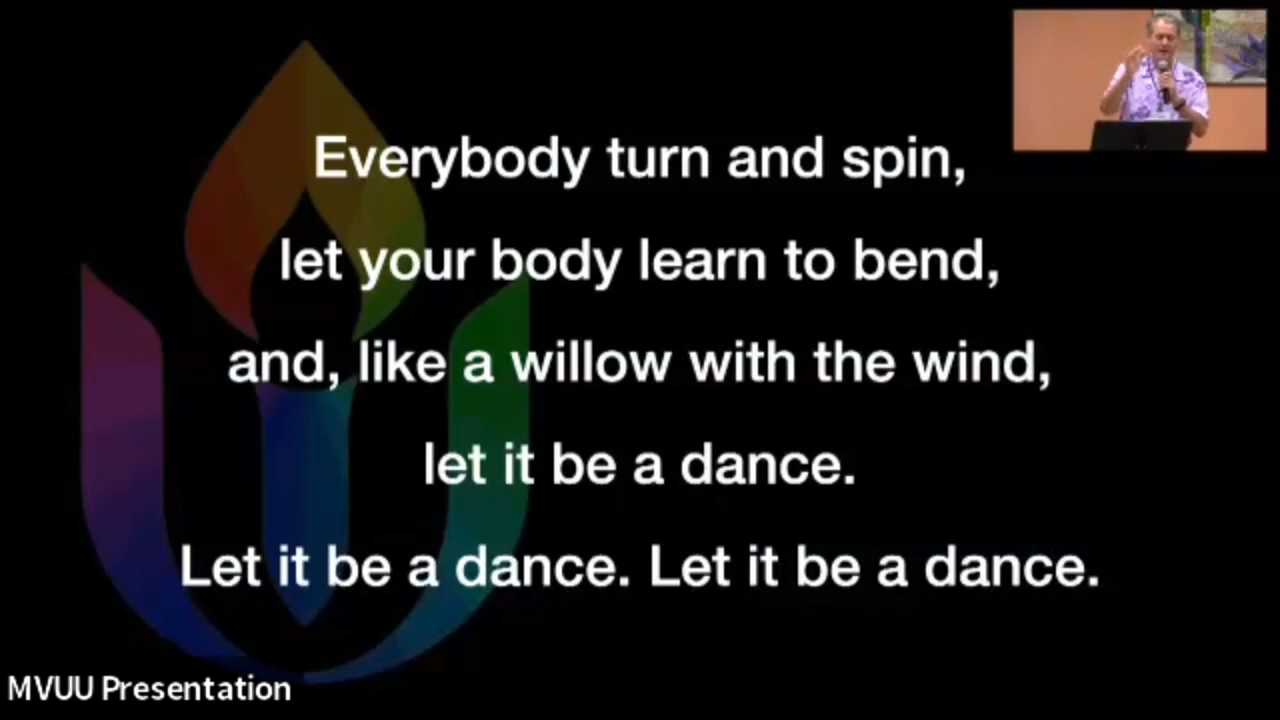 Everybody turn and spin,
let your body learn to bend,
and, like a willow with the wind,
let it be a dance.
Let it be a dance. Let it be a dance.
MVUU Presentation